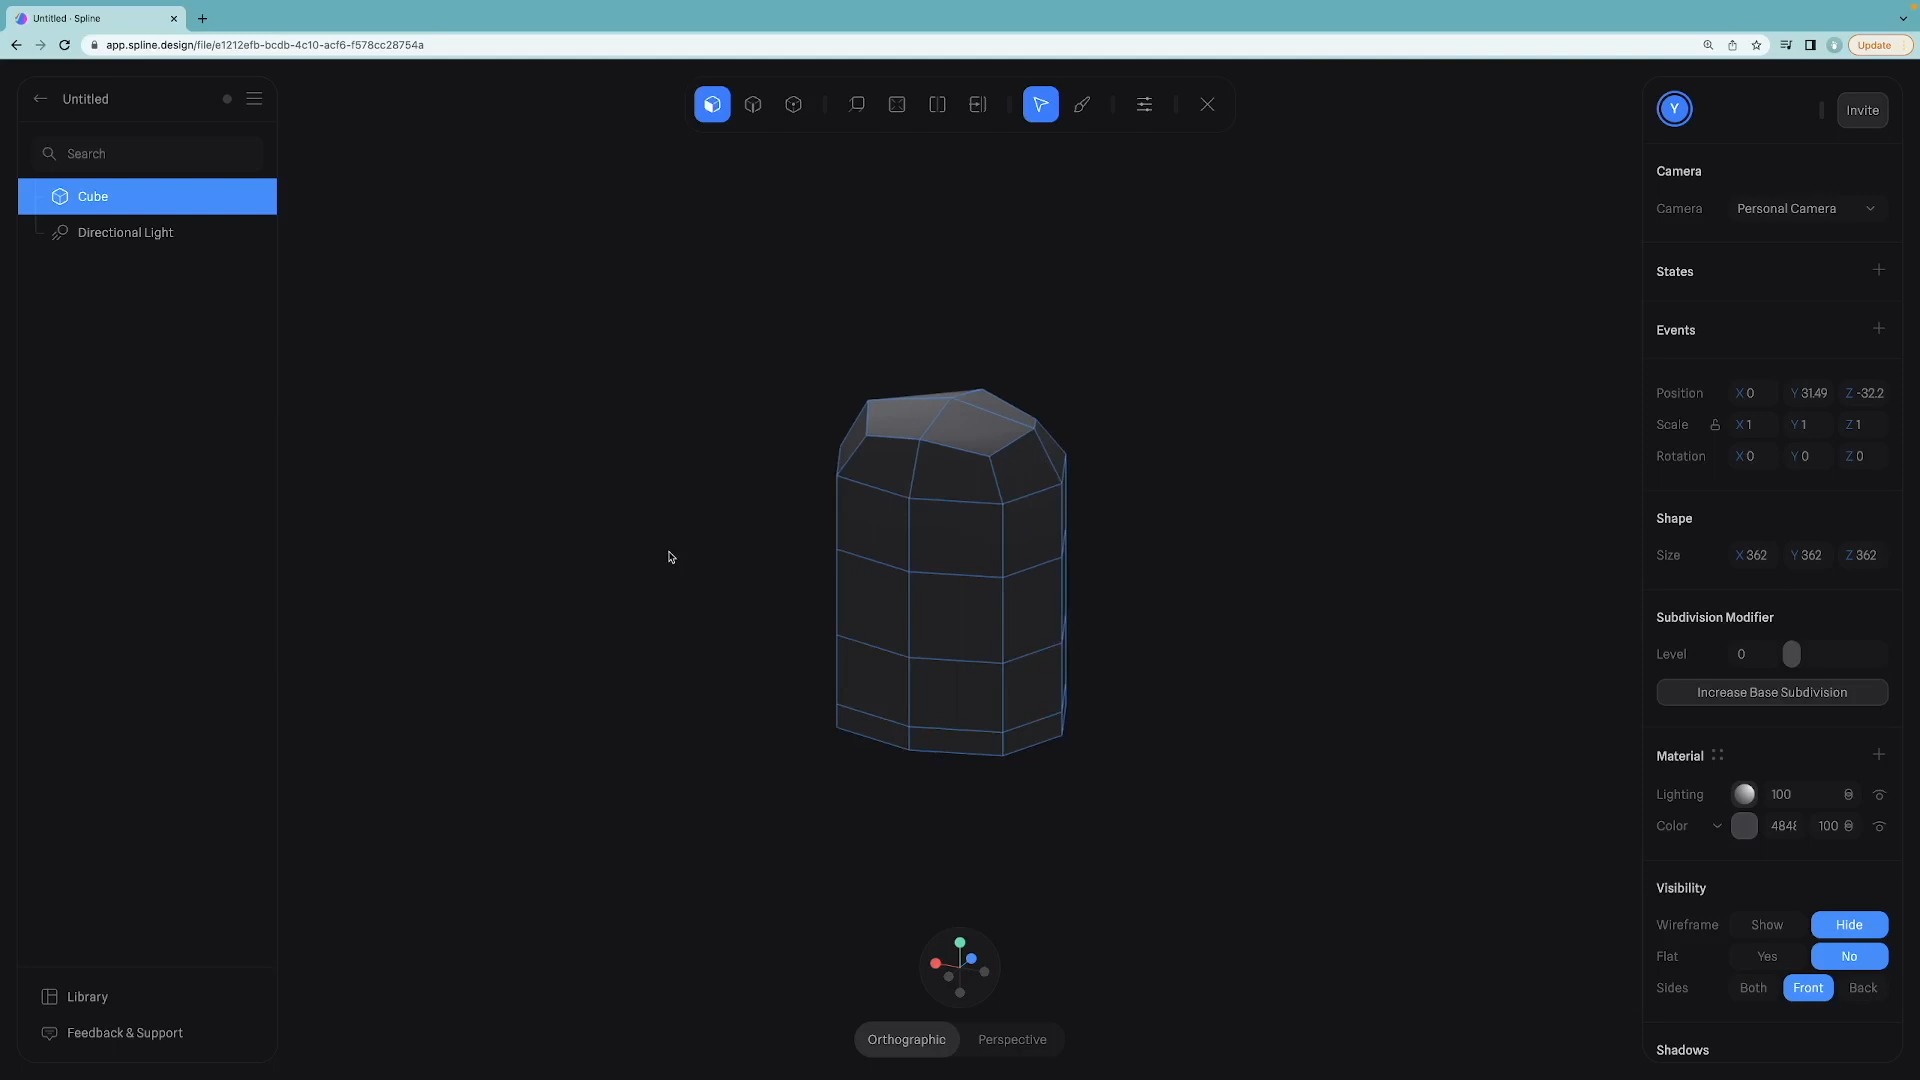 Untitled - Spline
app.spline.design/file/e1212efb-bcdb-4c10-acf6-f578cc28754a
Update
Untitled
Search
Cube
Directional Light
Library
Feedback & Support
Orthographic
Perspective
Y
Invite
Camera
Camera Personal Camera
States
Events
Position X 0 Y 31.49 Z -32.2
Scale X 1 Y 1 Z 1
Rotation X 0 Y 0 Z 0
Shape
Size X 362 Y 362 Z 362
Subdivision Modifier
Level 0
Increase Base Subdivision
Material
Lighting 100
Color 484 100
Visibility
Wireframe Show Hide
Flat Yes No
Sides Both Front Back
Shadows